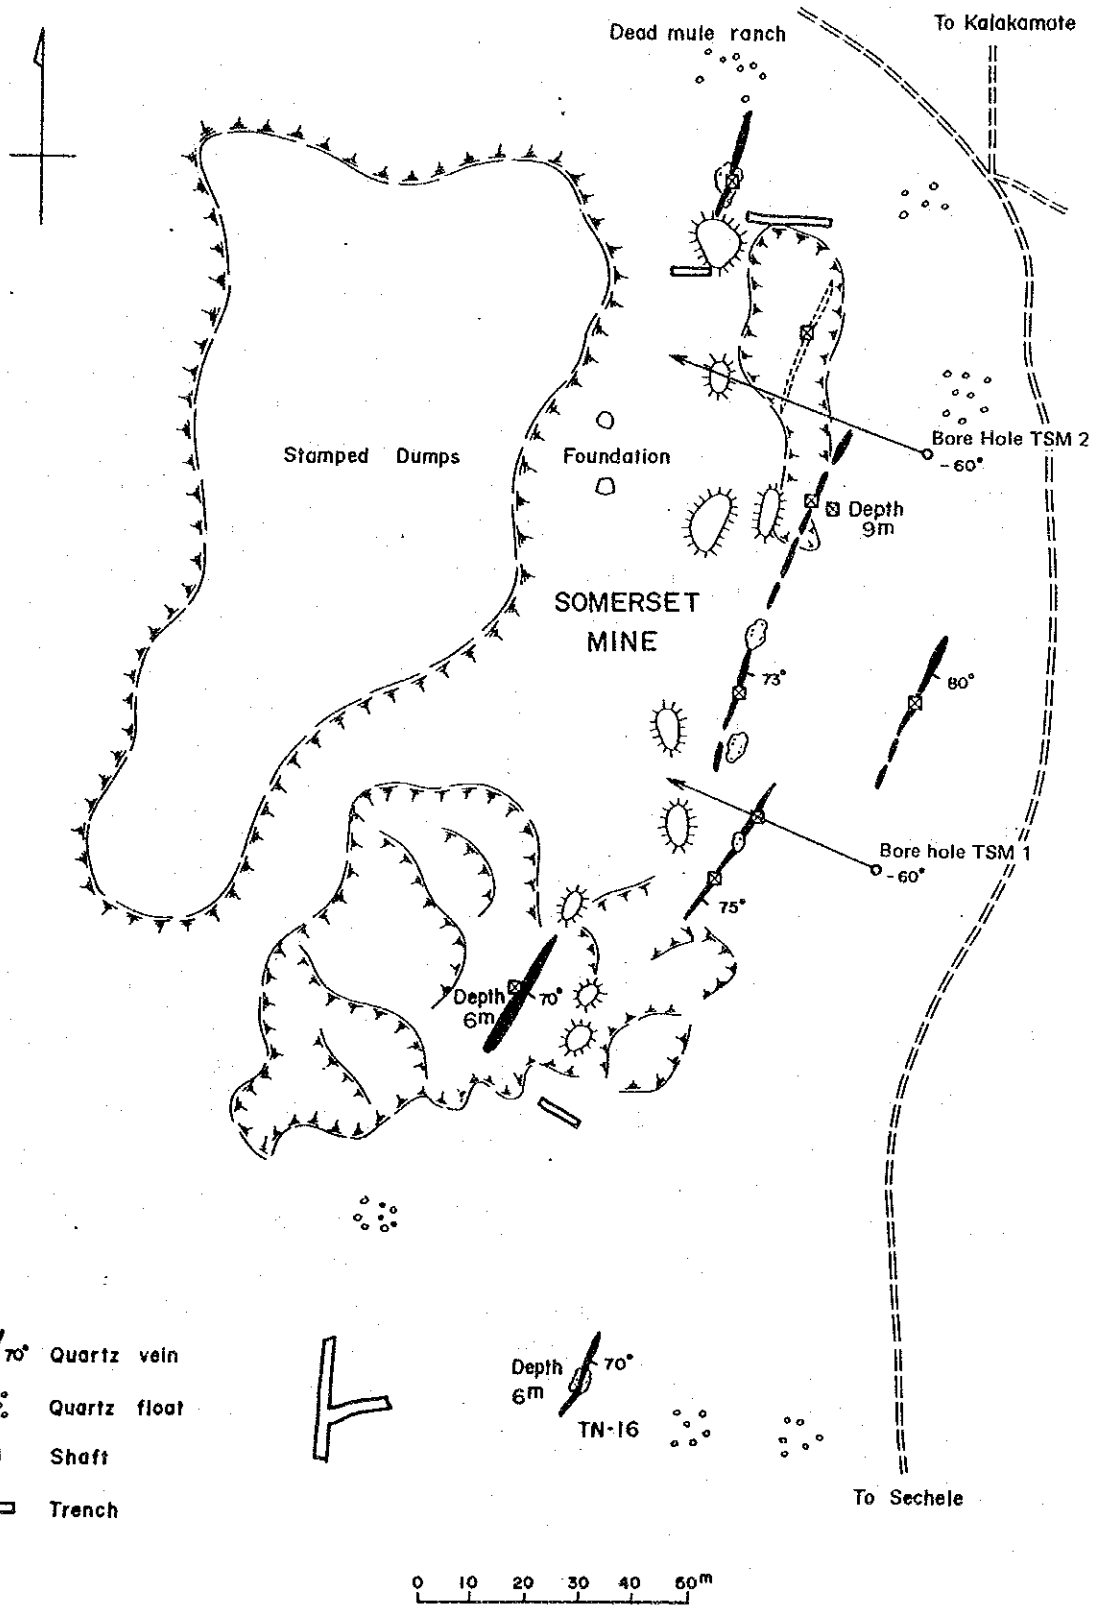 Dead mule ranch
To Kalakamote
Stamped Dumps
Foundation
Bore Hole TSM 2
-60°
Depth
9m
SOMERSET
MINE
73°
80°
Bore hole TSM 1
-60°
75°
Depth
6m
70°
70° Quartz vein
Quartz float
Shaft
Trench
Depth
6m
70°
TN-16
To Sechele
0 10 20 30 40 50m